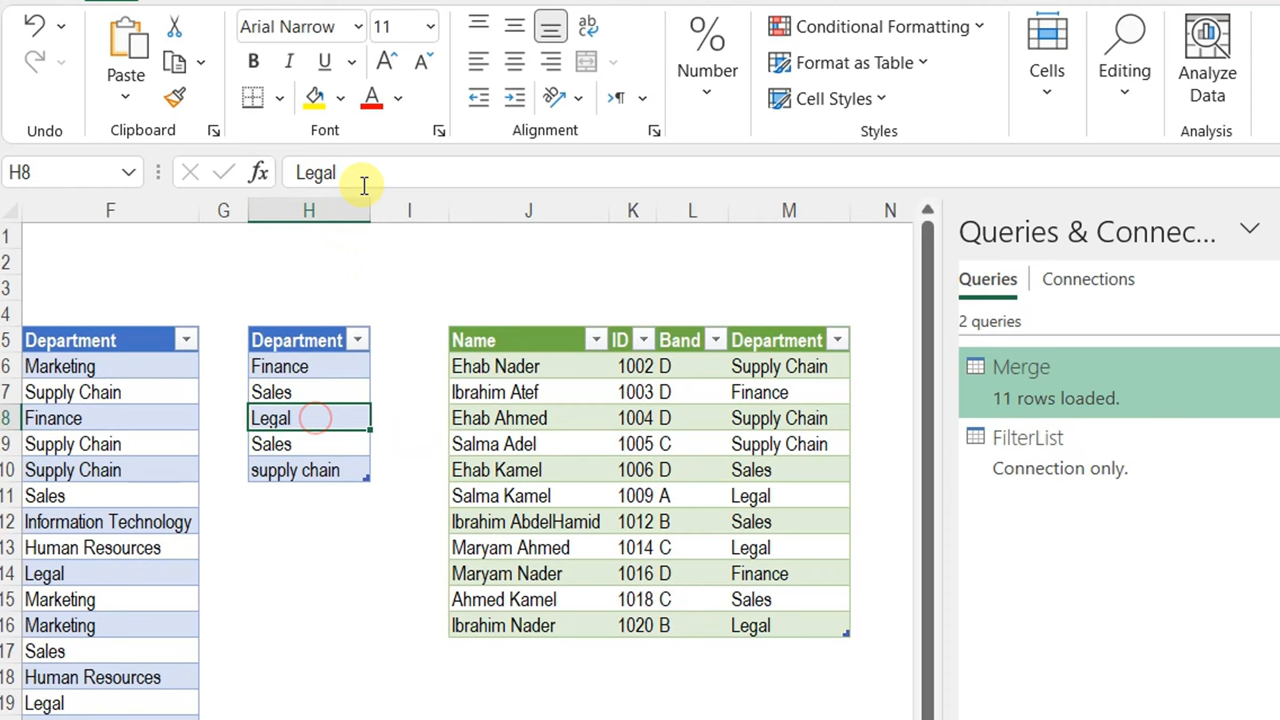 Arial Narrow
11
ab
Paste
B I U
A A
A
Number
Conditional Formatting
Format as Table
Cell Styles
Cells
Editing
Analyze
Data
Undo
Clipboard
Font
Alignment
Styles
Analysis
H8
fx
Legal
F G H I J K L M N
Queries & Connec...
Queries | Connections
2 queries
Merge
11 rows loaded.
FilterList
Connection only.
1
2
3
4
5 Department Department Name ID Band Department
6 Marketing Finance Ehab Nader 1002 D Supply Chain
7 Supply Chain Sales Ibrahim Atef 1003 D Finance
8 Finance Legal Ehab Ahmed 1004 D Supply Chain
9 Supply Chain Sales Salma Adel 1005 C Supply Chain
10 Supply Chain supply chain Ehab Kamel 1006 D Sales
11 Sales Salma Kamel 1009 A Legal
12 Information Technology Ibrahim AbdelHamid 1012 B Sales
13 Human Resources Maryam Ahmed 1014 C Legal
14 Legal Maryam Nader 1016 D Finance
15 Marketing Ahmed Kamel 1018 C Sales
16 Marketing Ibrahim Nader 1020 B Legal
17 Sales
18 Human Resources
19 Legal